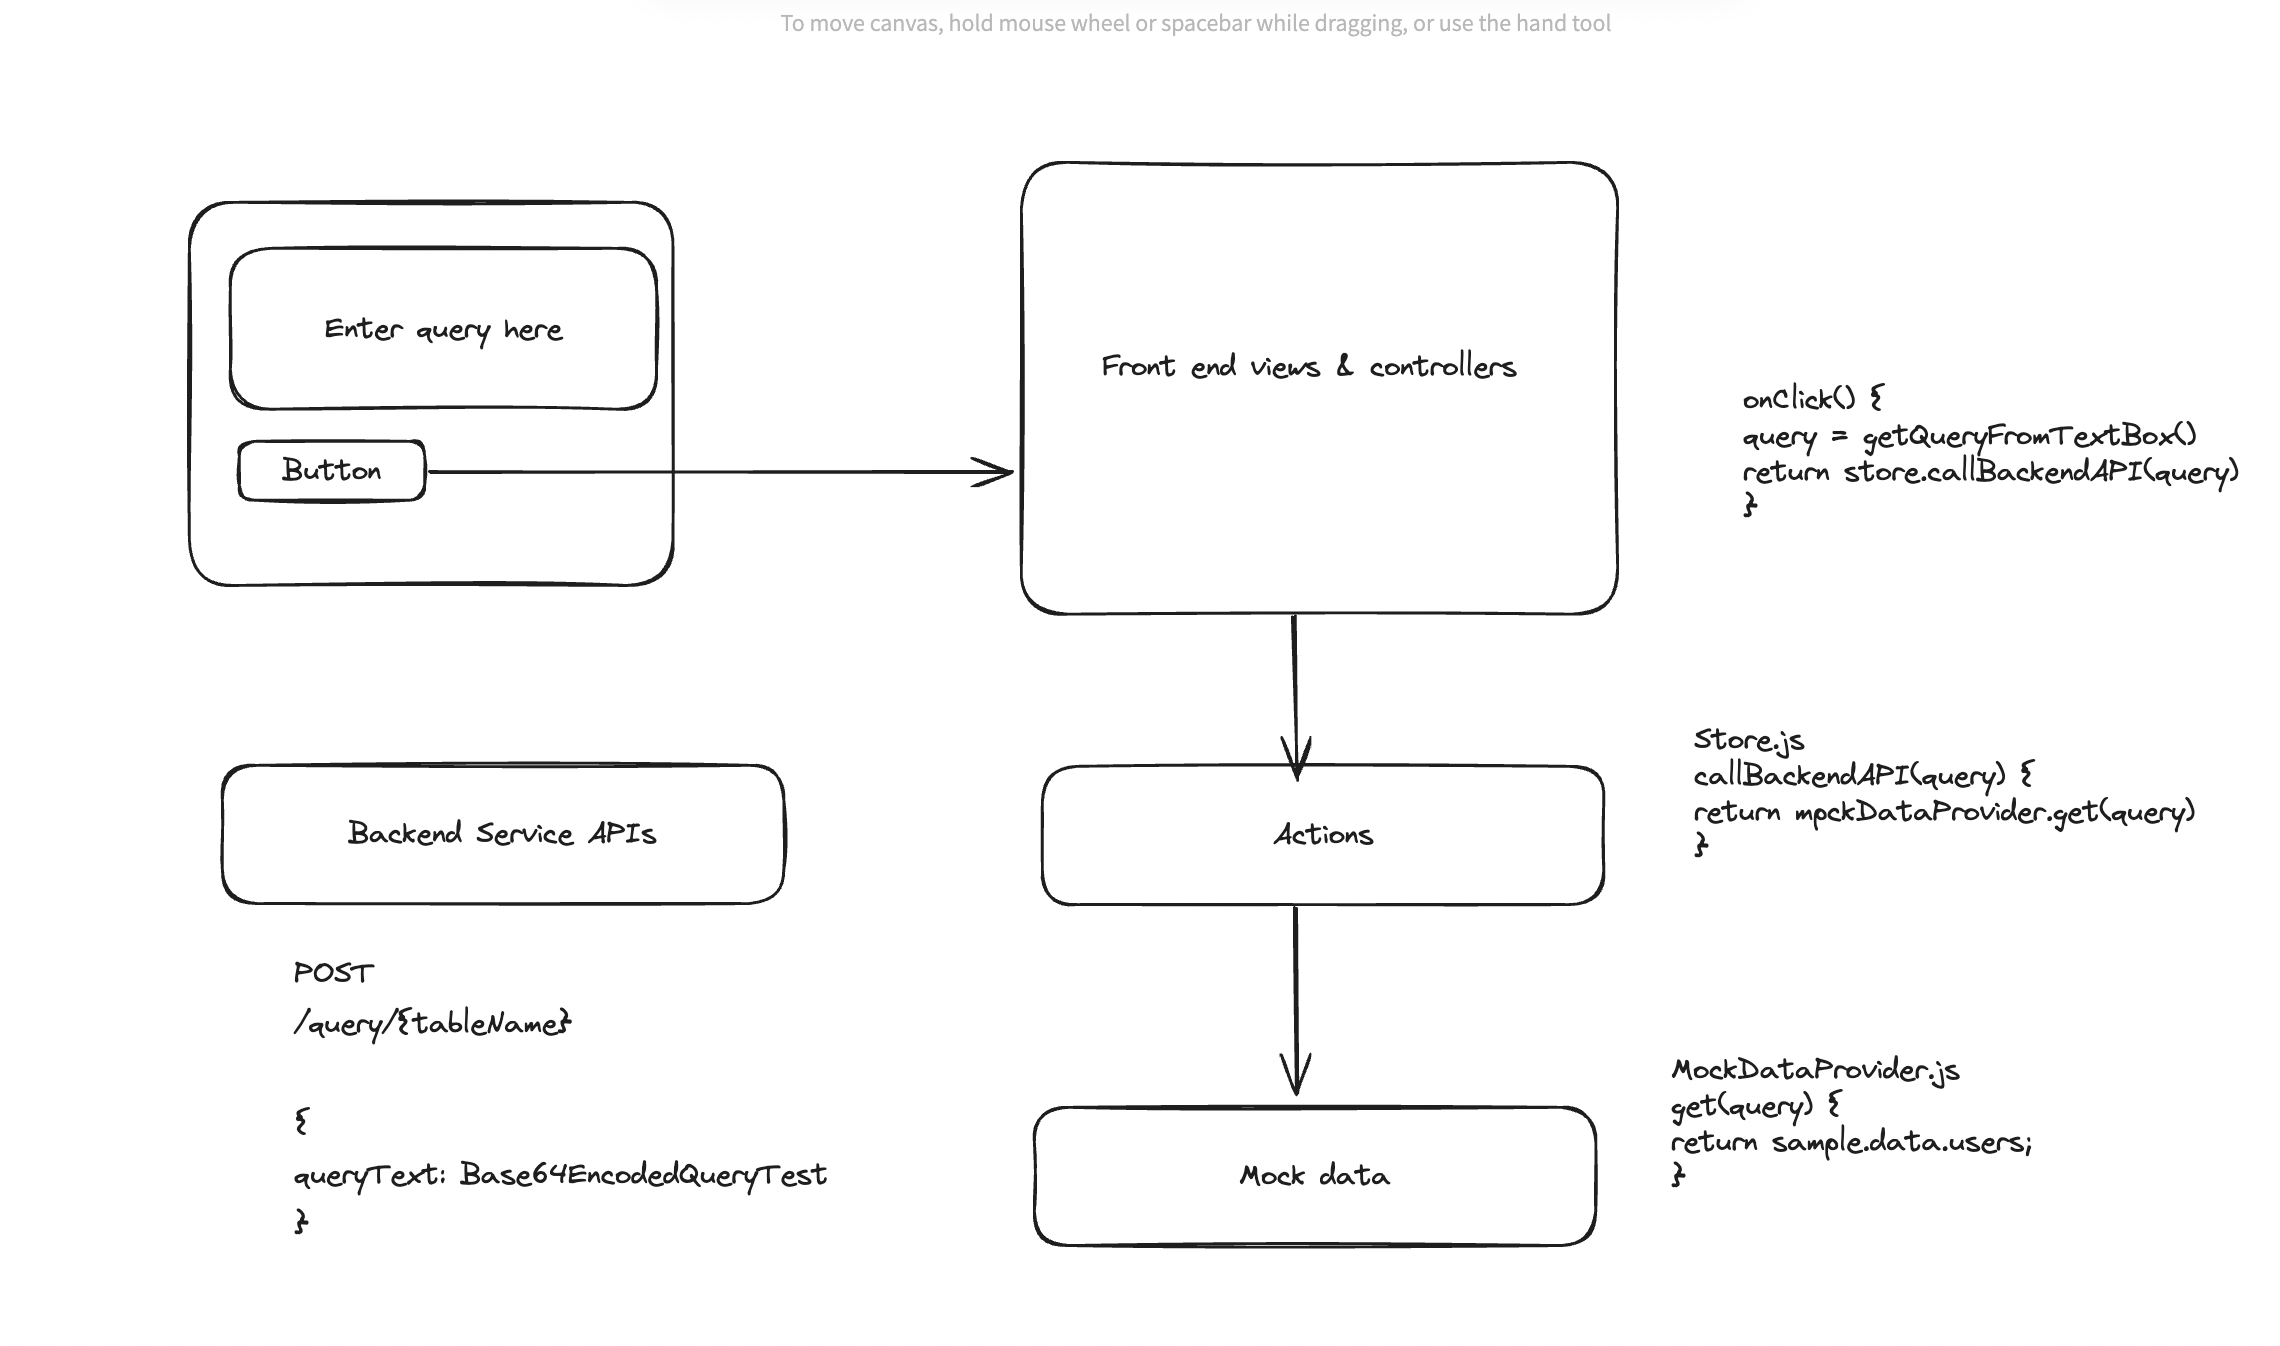 To move canvas, hold mouse wheel or spacebar while dragging, or use the hand tool
Enter query here
Button
Front end views & controllers
onClick() {
query = getQueryFromTextBox()
return store.callBackendAPI(query)
}
Backend Service APIs
POST
/query/{tableName}
{
queryText: Base64EncodedQueryTest
}
Actions
Store.js
callBackendAPI(query) {
return mpckDataProvider.get(query)
}
Mock data
MockDataProvider.js
get(query) {
return sample.data.users;
}